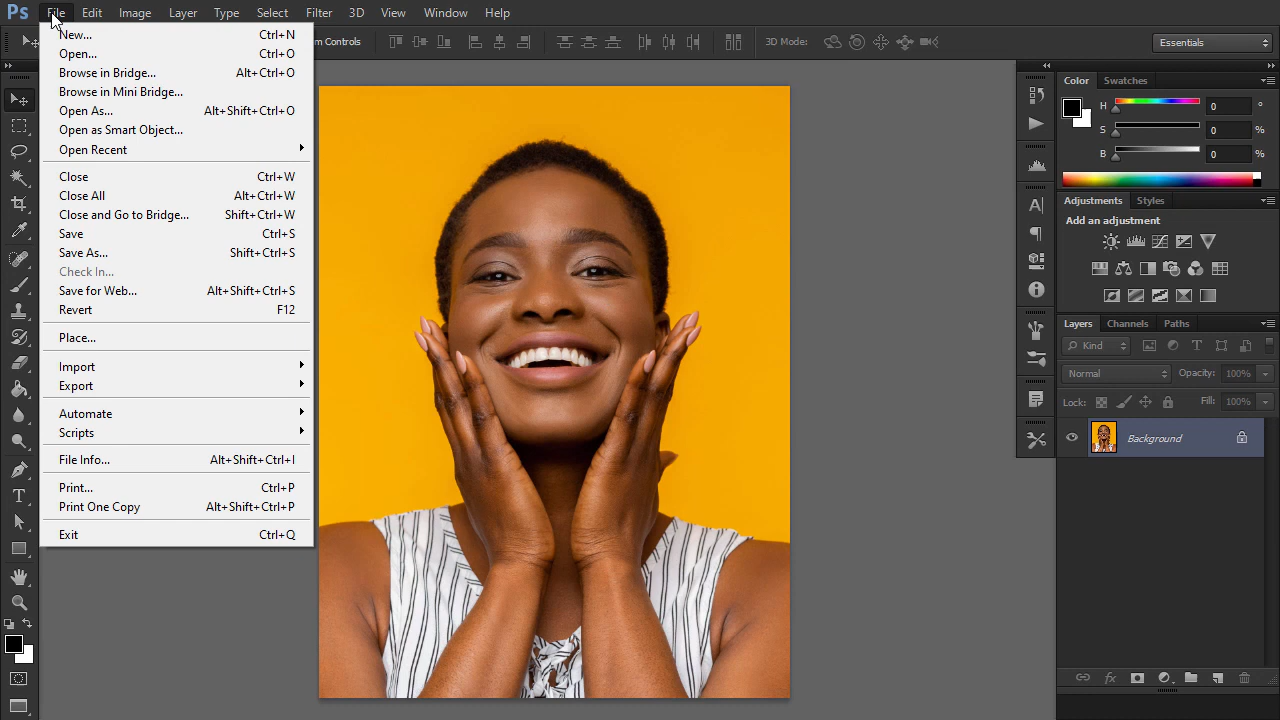 Ps File Edit Image Layer Type Select Filter 3D View Window Help
m Controls 3D Mode: Essentials
New... Ctrl+N
Open... Ctrl+O
Browse in Bridge... Alt+Ctrl+O
Browse in Mini Bridge...
Open As... Alt+Shift+Ctrl+O
Open as Smart Object...
Open Recent
Close Ctrl+W
Close All Alt+Ctrl+W
Close and Go to Bridge... Shift+Ctrl+W
Save Ctrl+S
Save As... Shift+Ctrl+S
Check In...
Save for Web... Alt+Shift+Ctrl+S
Revert F12
Place...
Import
Export
Automate
Scripts
File Info... Alt+Shift+Ctrl+I
Print... Ctrl+P
Print One Copy Alt+Shift+Ctrl+P
Exit Ctrl+Q
Color Swatches
H 0 °
S 0 %
B 0 %
Adjustments Styles
Add an adjustment
Layers Channels Paths
Kind
Normal Opacity: 100%
Lock: Fill: 100%
Background